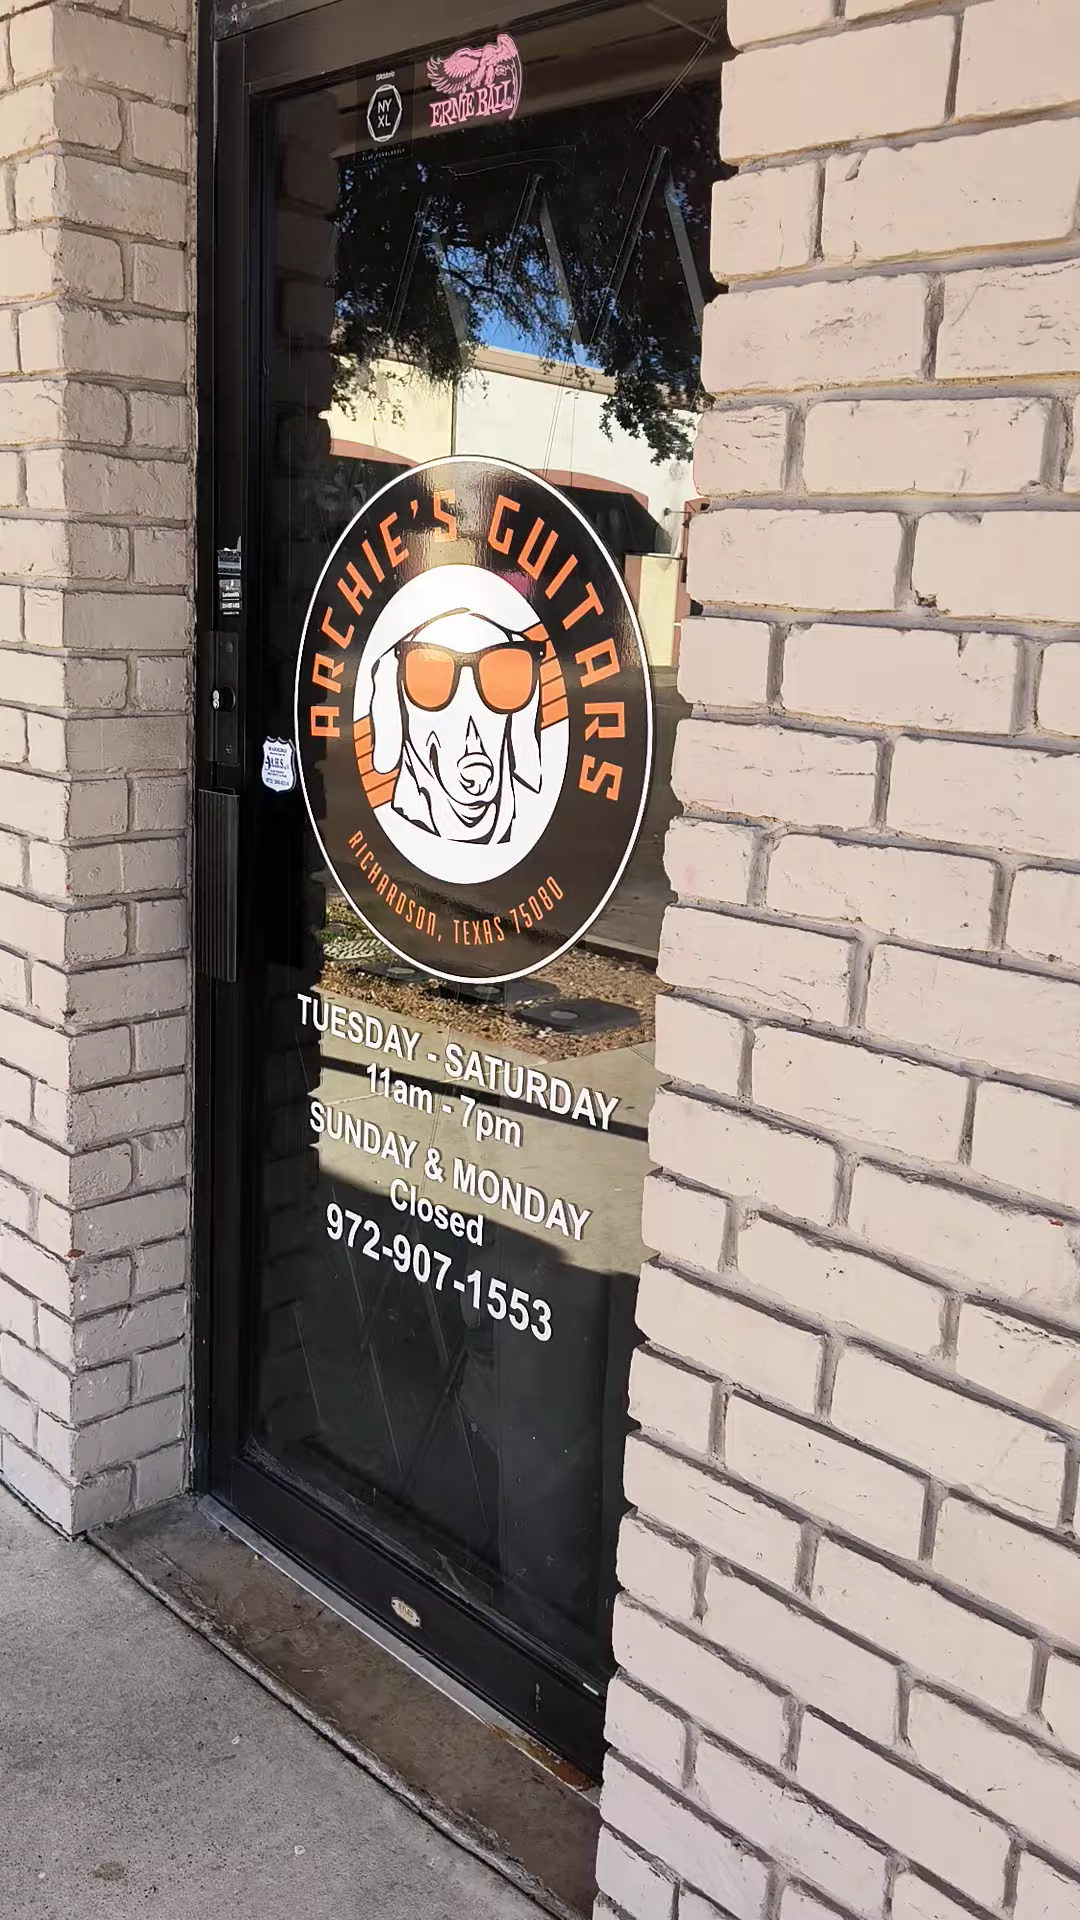 D'Addario
NY
XL
ERNIE BALL
ARCHIE'S GUITARS
RICHARDSON, TEXAS 75080
TUESDAY - SATURDAY
11am - 7pm
SUNDAY & MONDAY
Closed
972-907-1553